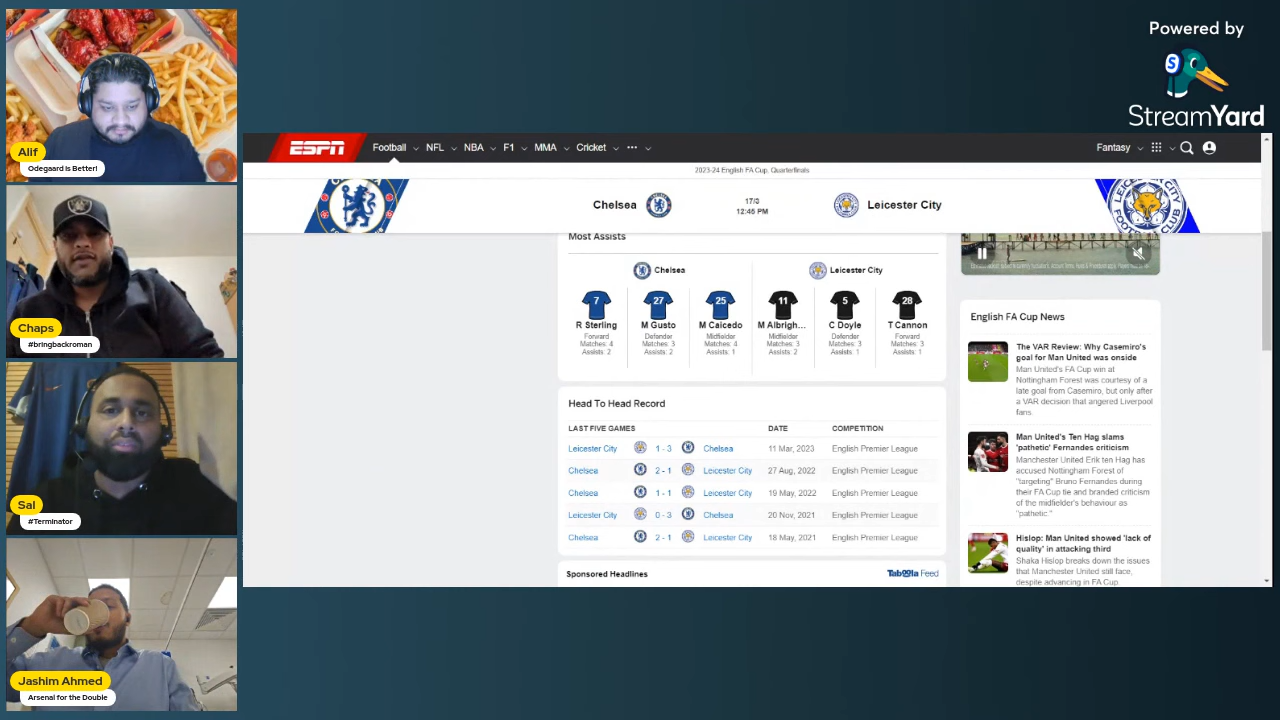 Alif
Odegaard is Better!
Chaps
#bringbackroman
Sal
#Terminator
Jashim Ahmed
Arsenal for the Double
Powered by
StreamYard
ESPN
Football NFL NBA F1 MMA Cricket ••• Fantasy
2023-24 English FA Cup, Quarterfinals
Chelsea 17/3 12:45 PM Leicester City
Most Assists
Chelsea
Leicester City
7 27 25 11 5 28
R Sterling M Gusto M Caicedo M Albrigh... C Doyle T Cannon
Forward Defender Midfielder Midfielder Defender Forward
Matches: 4 Matches: 3 Matches: 4 Matches: 3 Matches: 3 Matches: 3
Assists: 2 Assists: 2 Assists: 1 Assists: 2 Assists: 1 Assists: 1
Head To Head Record
LAST FIVE GAMES DATE COMPETITION
Leicester City 1 - 3 Chelsea 11 Mar, 2023 English Premier League
Chelsea 2 - 1 Leicester City 27 Aug, 2022 English Premier League
Chelsea 1 - 1 Leicester City 19 May, 2022 English Premier League
Leicester City 0 - 3 Chelsea 20 Nov, 2021 English Premier League
Chelsea 2 - 1 Leicester City 18 May, 2021 English Premier League
Sponsored Headlines
Taboola Feed
English FA Cup News
The VAR Review: Why Casemiro's
goal for Man United was onside
Man United's FA Cup win at
Nottingham Forest was courtesy of a
late goal from Casemiro, but only after
a VAR decision that angered Liverpool
fans.
Man United's Ten Hag slams
'pathetic' Fernandes criticism
Manchester United Erik ten Hag has
accused Nottingham Forest of
"targeting" Bruno Fernandes during
their FA Cup tie and branded criticism
of the midfielder's behaviour as
"pathetic."
Hislop: Man United showed 'lack of
quality' in attacking third
Shaka Hislop breaks down the issues
that Manchester United still face,
despite advancing in FA Cup.